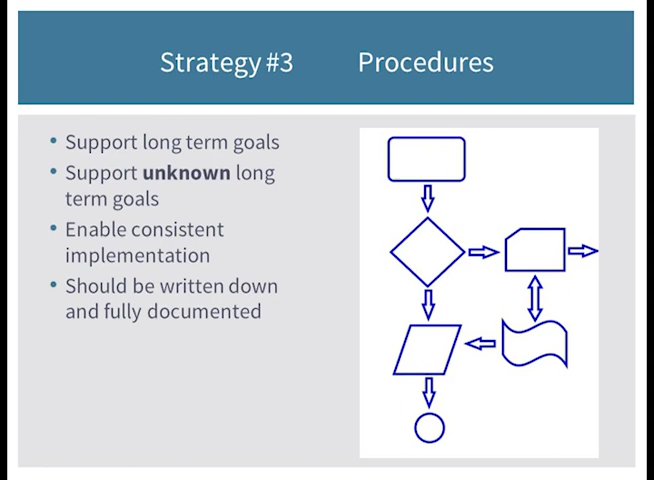 Strategy #3 Procedures
• Support long term goals
• Support unknown long
term goals
• Enable consistent
implementation
• Should be written down
and fully documented